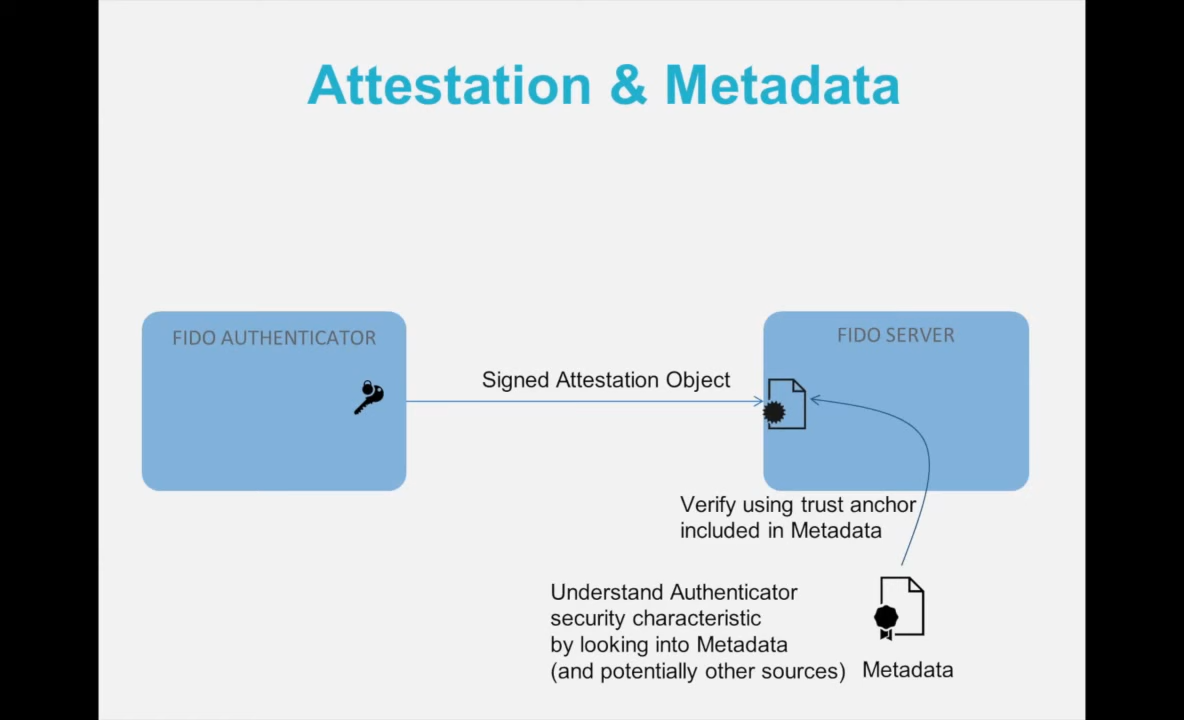 Attestation & Metadata
FIDO AUTHENTICATOR
FIDO SERVER
Signed Attestation Object
Verify using trust anchor
included in Metadata
Understand Authenticator
security characteristic
by looking into Metadata
(and potentially other sources)
Metadata